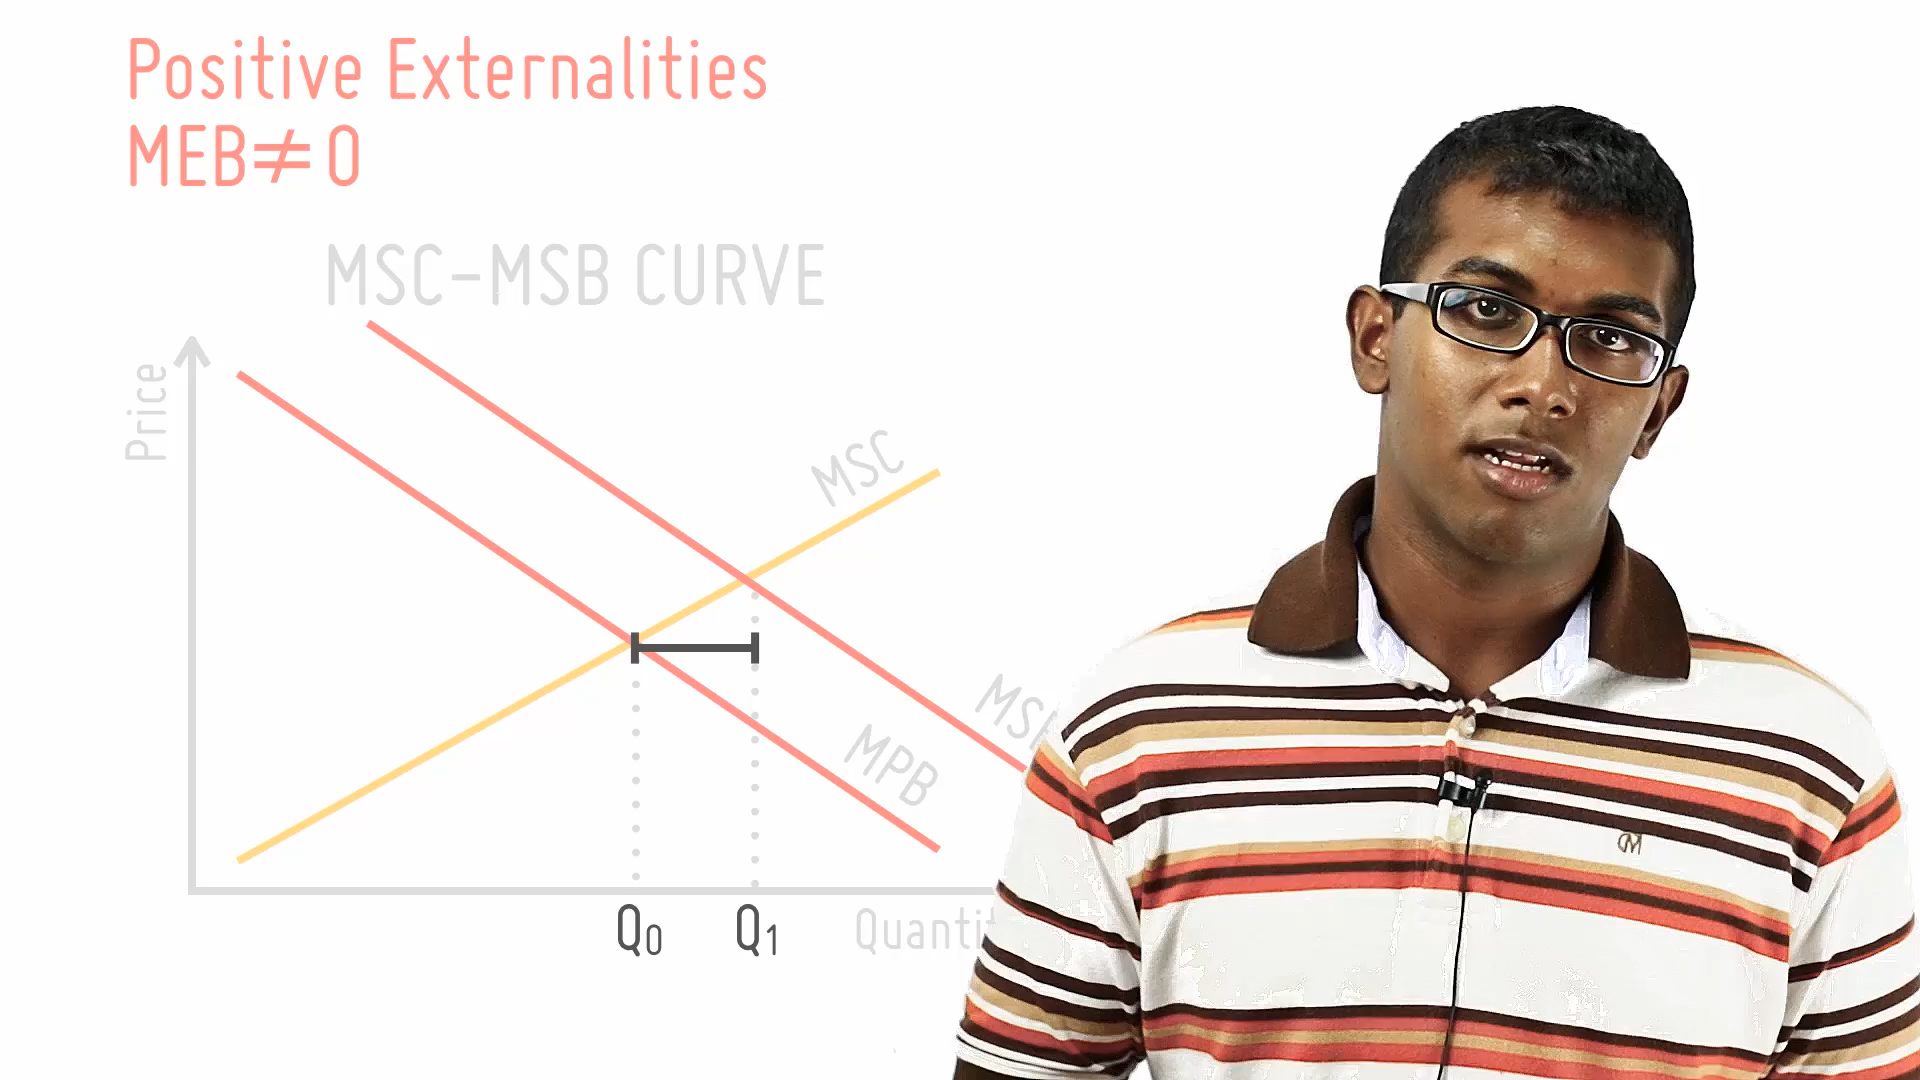 Positive Externalities
MEB≠0
MSC-MSB CURVE
Price
MSC
MPB
Q0
Q1